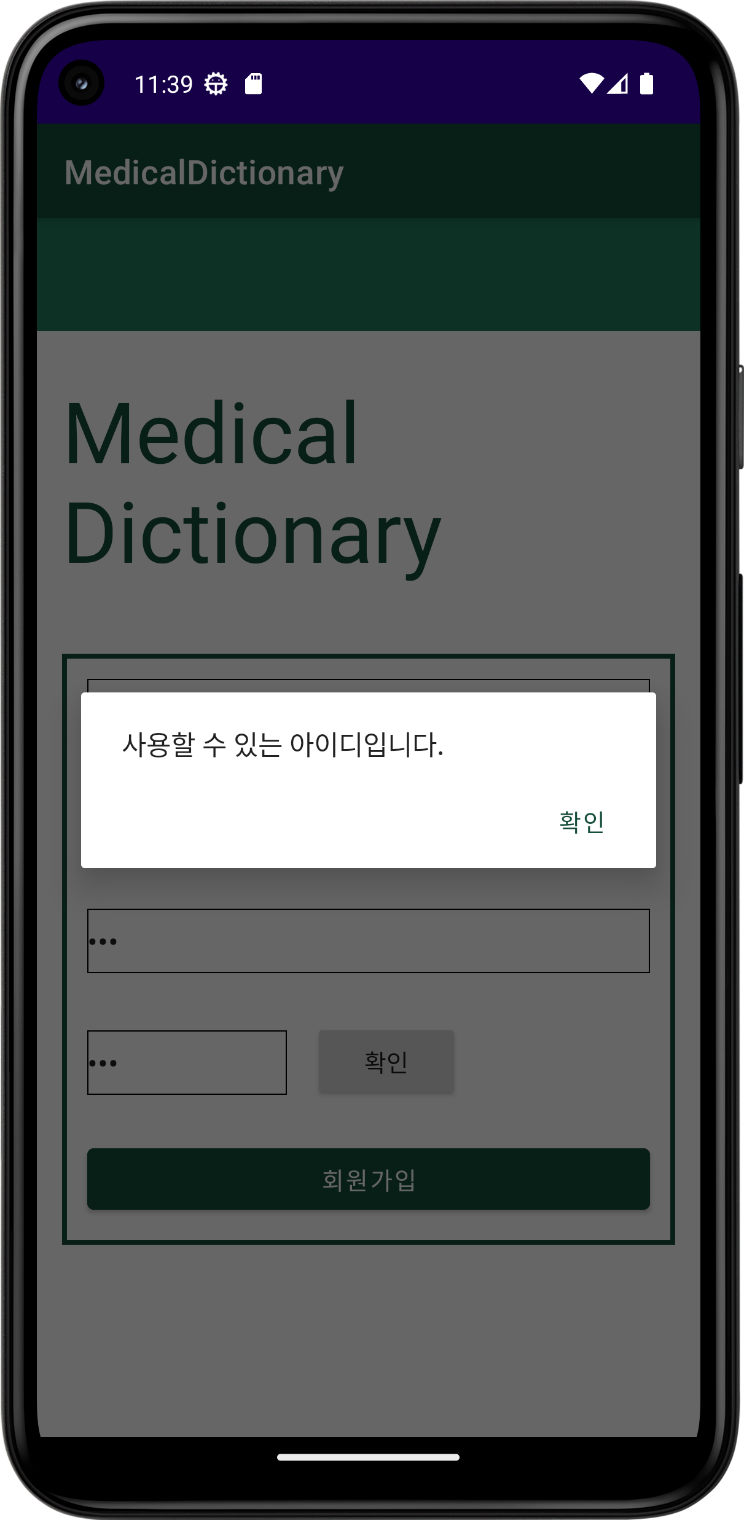 11:39
MedicalDictionary
Medical
Dictionary
사용할 수 있는 아이디입니다.
확인
•••
•••
확인
회원가입